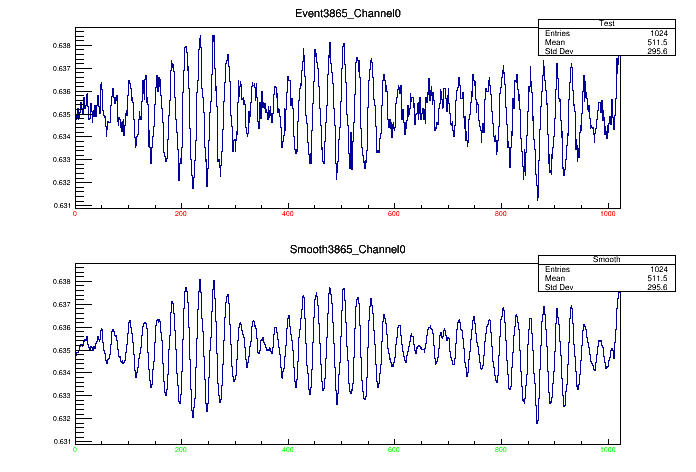 Event3865_Channel0
Test
Entries 1024
Mean 511.5
Std Dev 295.6
0.638
0.637
0.636
0.635
0.634
0.633
0.632
0.631
0 200 400 600 800 1000
Smooth3865_Channel0
Smooth
Entries 1024
Mean 511.5
Std Dev 295.6
0.638
0.637
0.636
0.635
0.634
0.633
0.632
0.631
0 200 400 600 800 1000